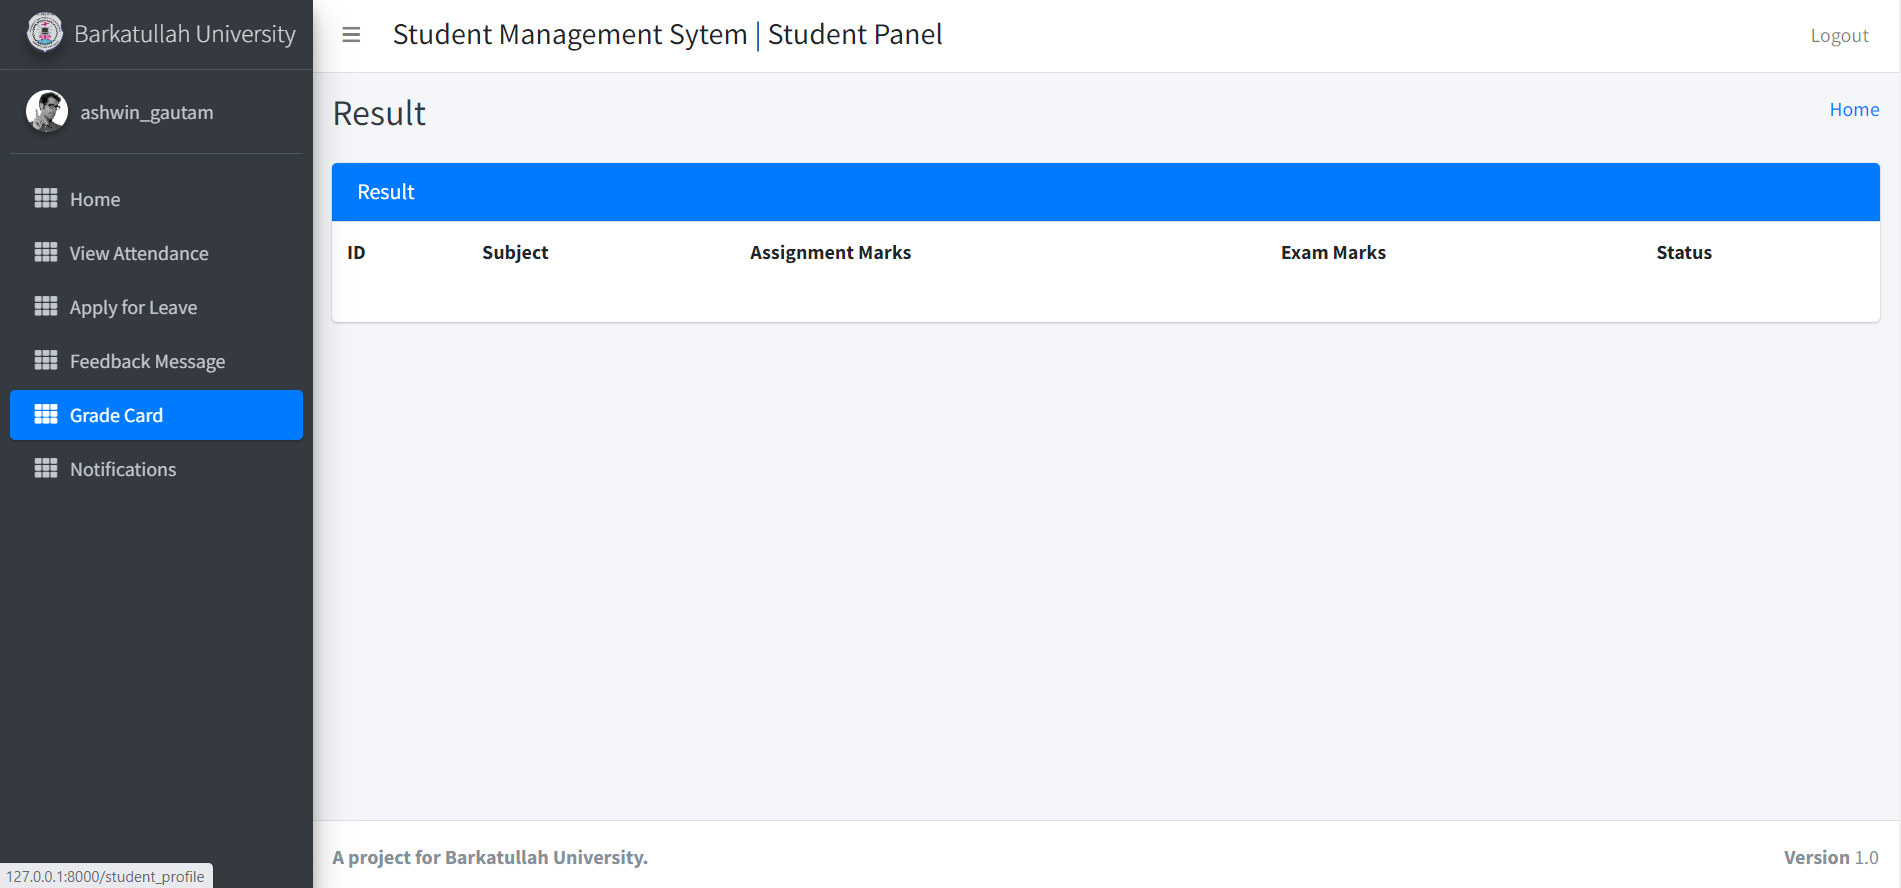 Barkatullah University
Student Management Sytem | Student Panel
Logout
ashwin_gautam
Result
Home
Home
View Attendance
Apply for Leave
Feedback Message
Grade Card
Notifications
Result
ID Subject Assignment Marks Exam Marks Status
A project for Barkatullah University.
Version 1.0
127.0.0.1:8000/student_profile